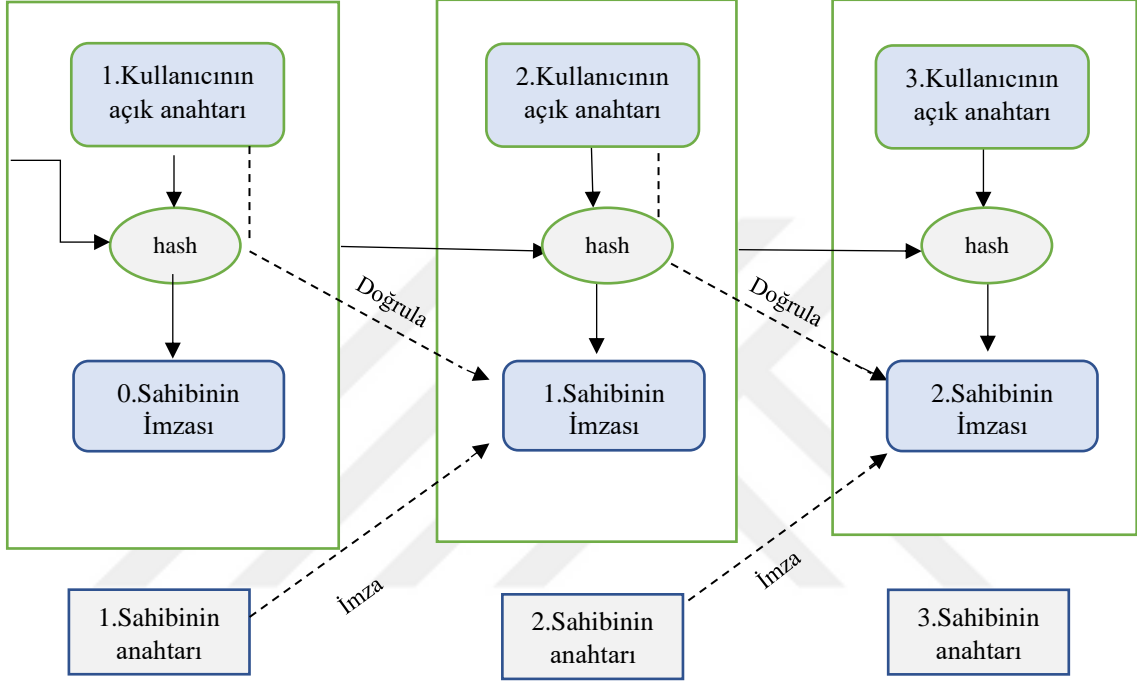 1.Kullanıcının
açık anahtarı
2.Kullanıcının
açık anahtarı
3.Kullanıcının
açık anahtarı
hash
hash
hash
Doğrula
Doğrula
0.Sahibinin
İmzası
1.Sahibinin
İmzası
2.Sahibinin
İmzası
İmza
İmza
1.Sahibinin
anahtarı
2.Sahibinin
anahtarı
3.Sahibinin
anahtarı